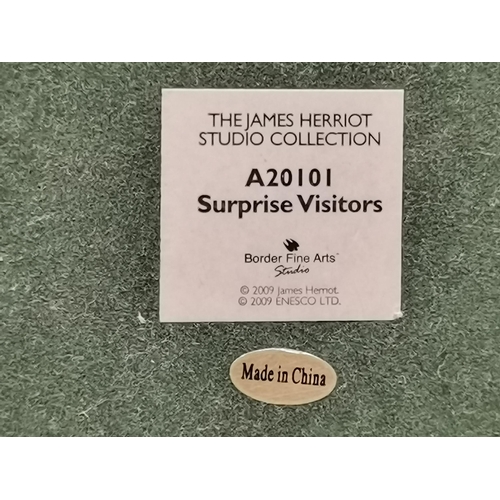 THE JAMES HERRIOT
STUDIO COLLECTION
A20101
Surprise Visitors
Border Fine Arts™
Studio
© 2009 James Herriot.
© 2009 ENESCO LTD.
Made in China